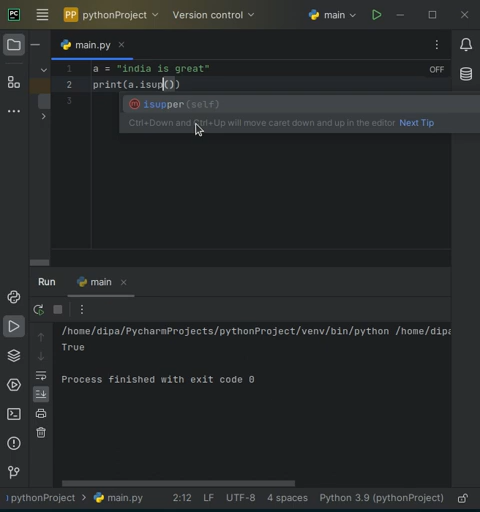 PC
PP pythonProject
Version control
main
main.py
1 a = "india is great"
OFF
2 print(a.isup())
3
m isupper(self)
Ctrl+Down and Ctrl+Up will move caret down and up in the editor Next Tip
Run
main
/home/dipa/PycharmProjects/pythonProject/venv/bin/python /home/dipa
True
Process finished with exit code 0
pythonProject > main.py
2:12 LF UTF-8 4 spaces Python 3.9 (pythonProject)